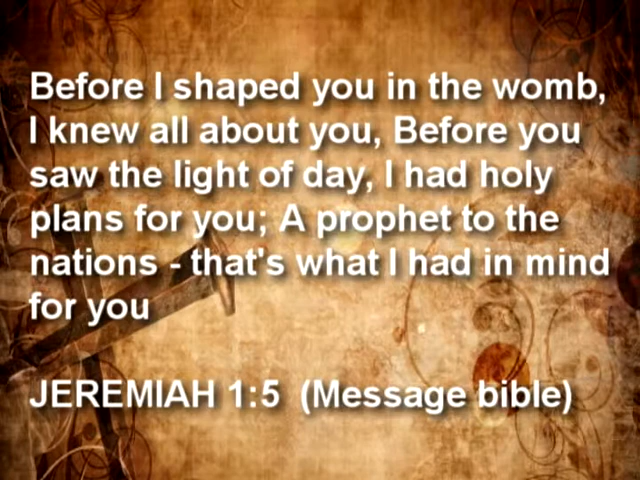 Before I shaped you in the womb,
I knew all about you, Before you
saw the light of day, I had holy
plans for you; A prophet to the
nations - that's what I had in mind
for you
JEREMIAH 1:5  (Message bible)